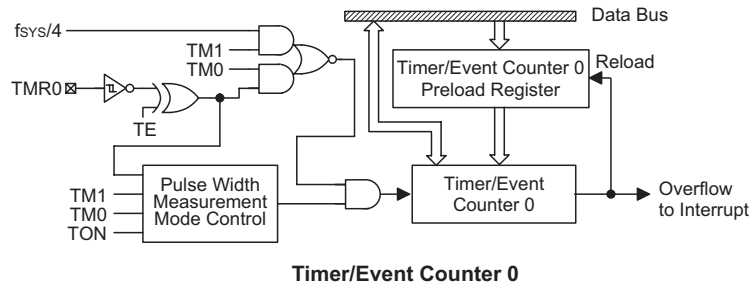 fSYS/4
TM1
TM0
TMR0
TE
Data Bus
Timer/Event Counter 0
Preload Register
Reload
TM1
TM0
TON
Pulse Width
Measurement
Mode Control
Timer/Event
Counter 0
Overflow
to Interrupt
Timer/Event Counter 0